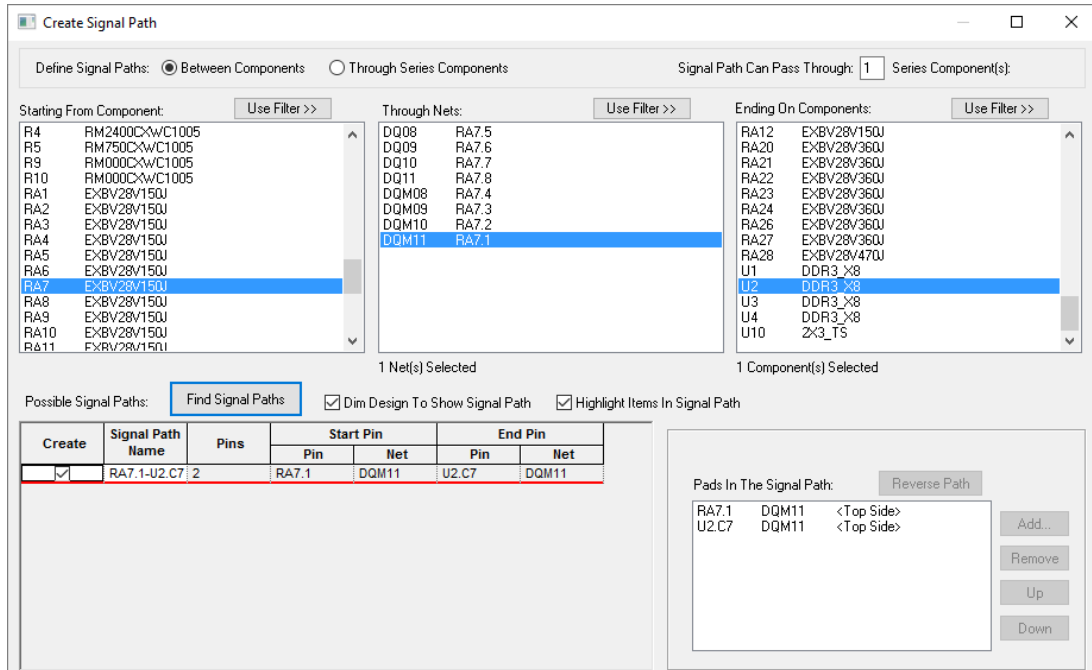 Create Signal Path
Define Signal Paths: Between Components Through Series Components Signal Path Can Pass Through: 1 Series Component(s):
Starting From Component: Use Filter >> Through Nets: Use Filter >> Ending On Components: Use Filter >>
R4 RM2400CXWC1005
R5 RM750CXWC1005
R9 RM000CXWC1005
R10 RM000CXWC1005
RA1 EXBV28V150J
RA2 EXBV28V150J
RA3 EXBV28V150J
RA4 EXBV28V150J
RA5 EXBV28V150J
RA6 EXBV28V150J
RA7 EXBV28V150J
RA8 EXBV28V150J
RA9 EXBV28V150J
RA10 EXBV28V150J
RA11 EXBV28V150J
DQ08 RA7.5
DQ09 RA7.6
DQ10 RA7.7
DQ11 RA7.8
DQM08 RA7.4
DQM09 RA7.3
DQM10 RA7.2
DQM11 RA7.1
RA12 EXBV28V150J
RA20 EXBV28V360J
RA21 EXBV28V360J
RA22 EXBV28V360J
RA23 EXBV28V360J
RA24 EXBV28V360J
RA26 EXBV28V360J
RA27 EXBV28V360J
RA28 EXBV28V470J
U1 DDR3_X8
U2 DDR3_X8
U3 DDR3_X8
U4 DDR3_X8
U10 ZX3_TS
1 Net(s) Selected 1 Component(s) Selected
Possible Signal Paths: Find Signal Paths Dim Design To Show Signal Path Highlight Items In Signal Path
Create Signal Path Name Pins Start Pin End Pin
Pin Net Pin Net
RA7.1-U2.C7 2 RA7.1 DQM11 U2.C7 DQM11
Pads In The Signal Path: Reverse Path
RA7.1 DQM11 <Top Side>
U2.C7 DQM11 <Top Side>
Add...
Remove
Up
Down